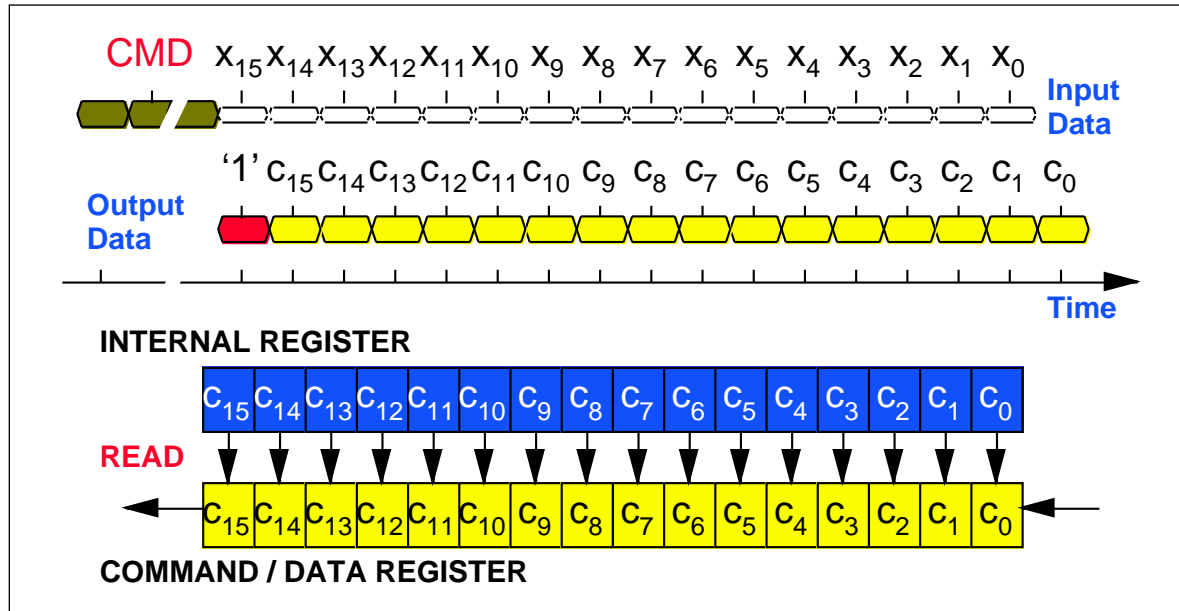 CMD x15 x14 x13 x12 x11 x10 x9 x8 x7 x6 x5 x4 x3 x2 x1 x0
Input
Data
‘1’ c15 c14 c13 c12 c11 c10 c9 c8 c7 c6 c5 c4 c3 c2 c1 c0
Output
Data
Time
INTERNAL REGISTER
c15 c14 c13 c12 c11 c10 c9 c8 c7 c6 c5 c4 c3 c2 c1 c0
READ
c15 c14 c13 c12 c11 c10 c9 c8 c7 c6 c5 c4 c3 c2 c1 c0
COMMAND / DATA REGISTER